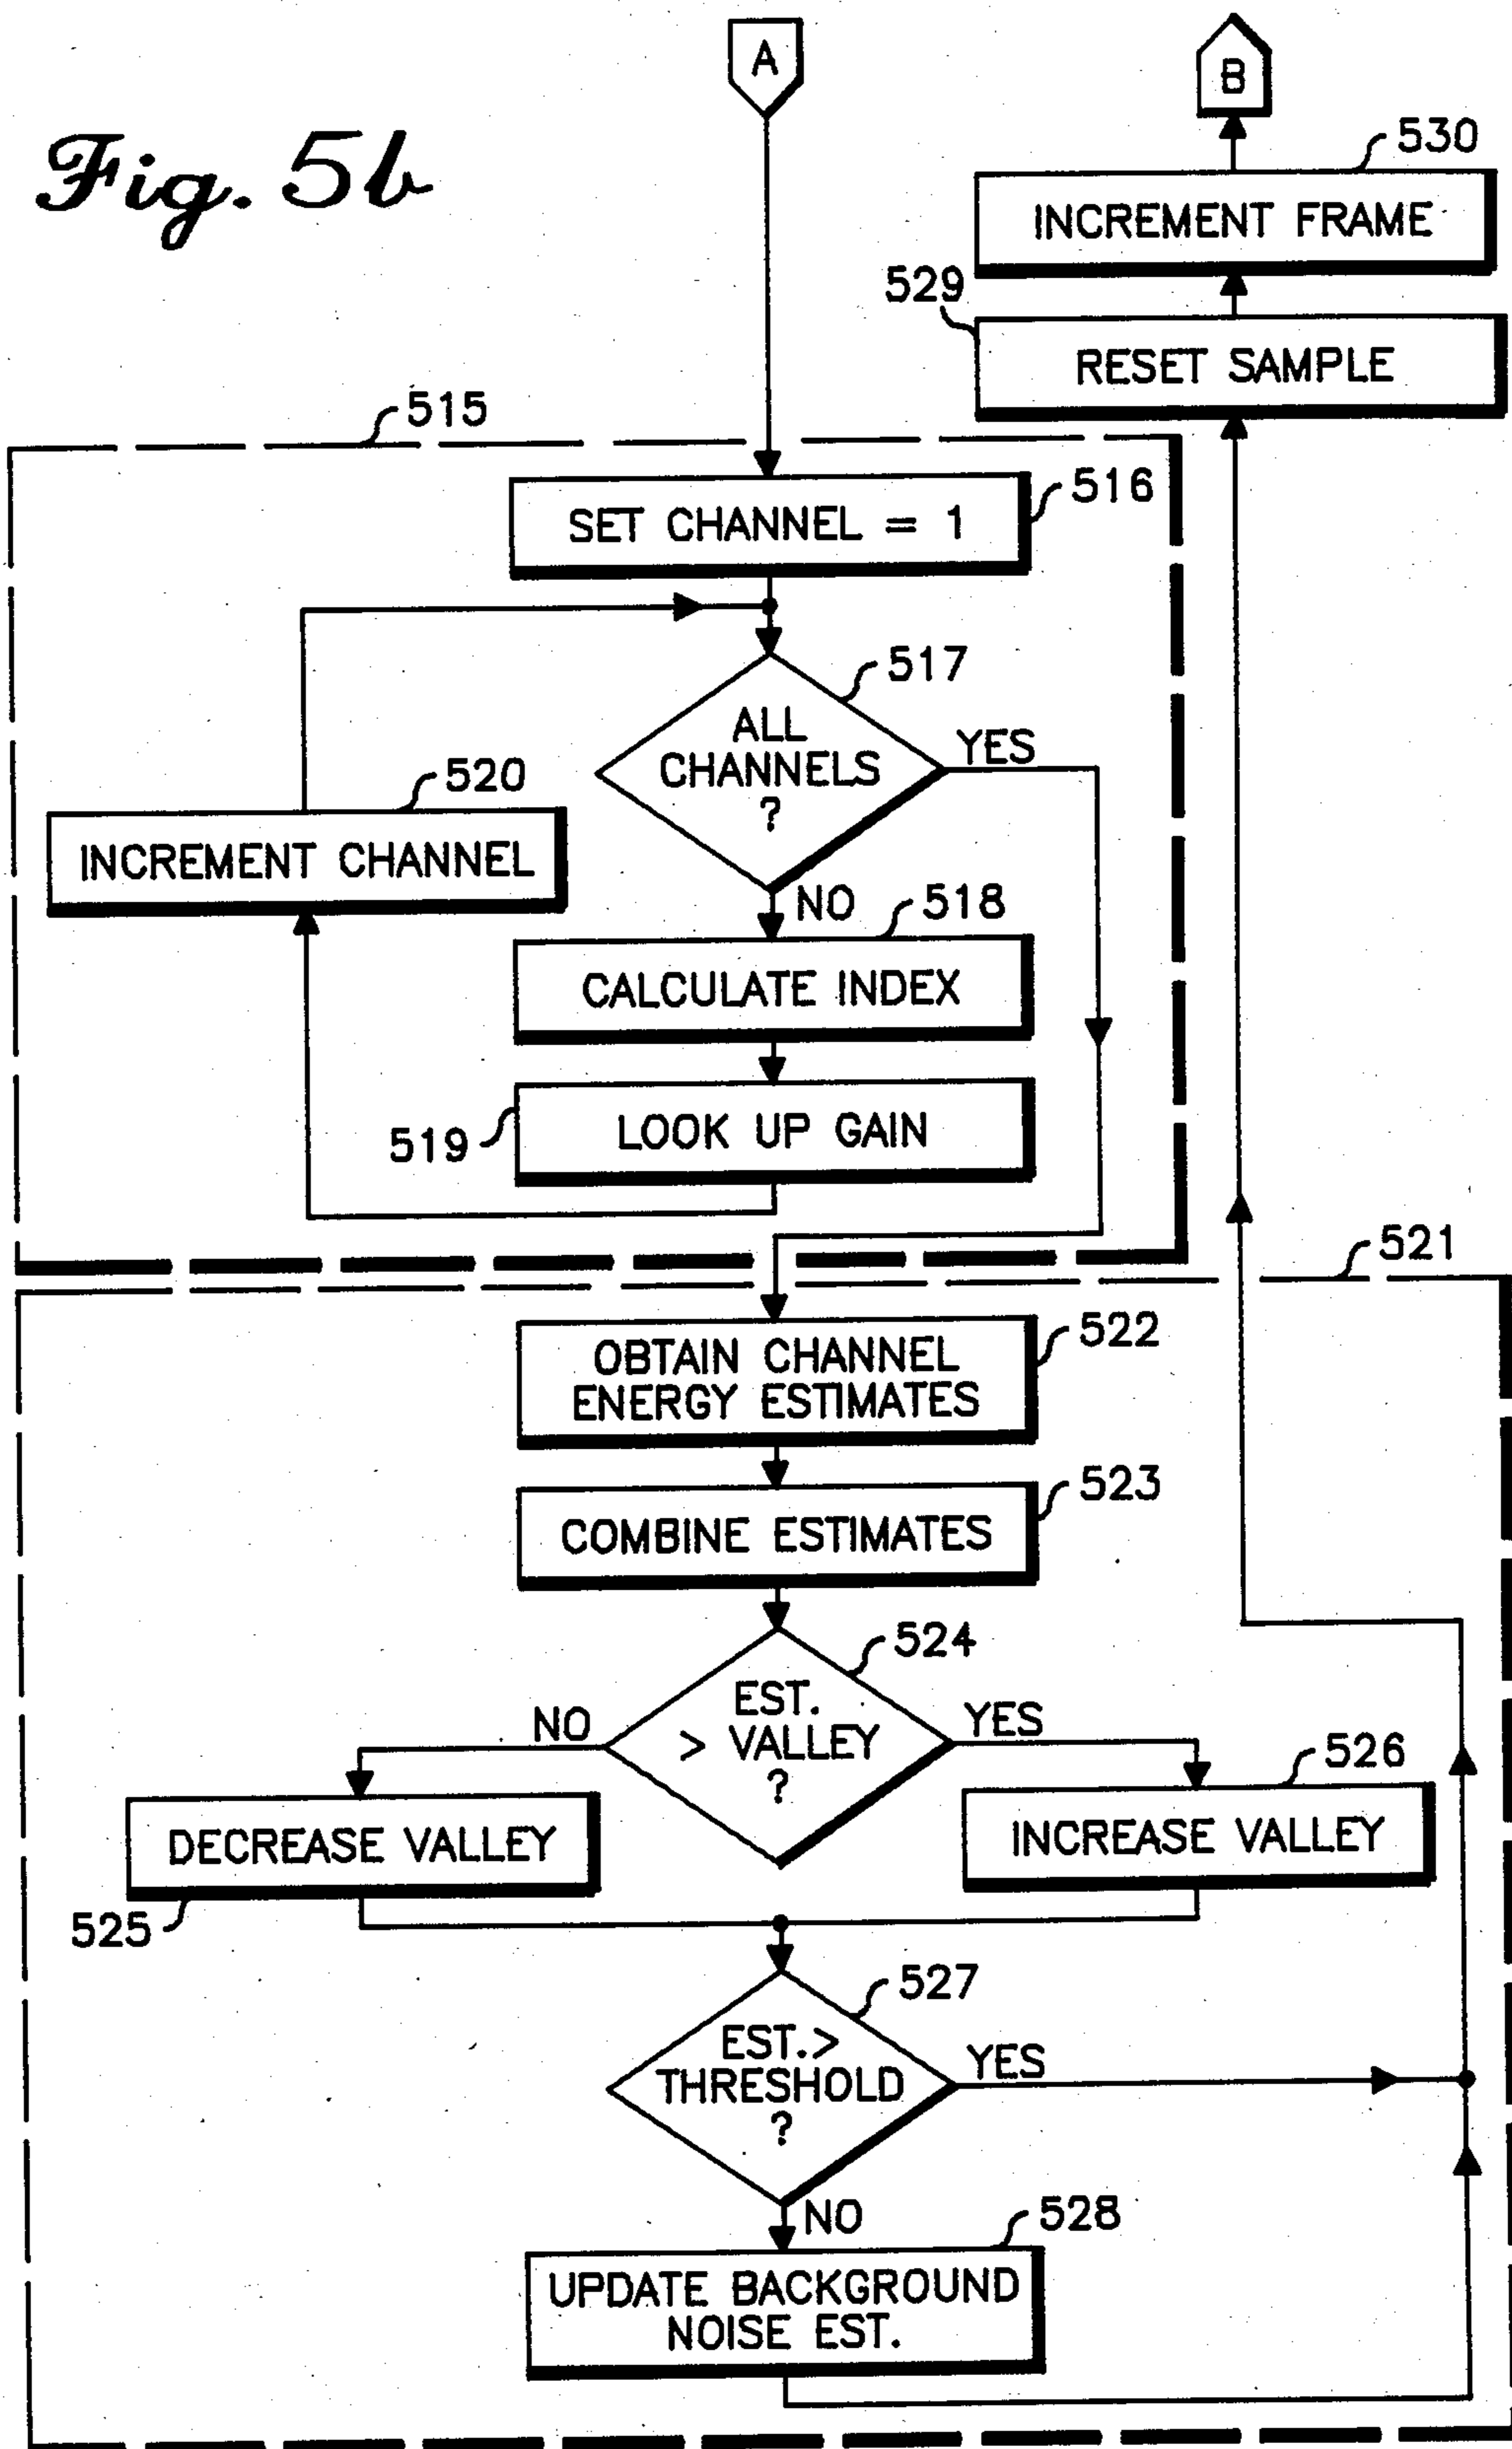 A
B
Fig. 5b
530
INCREMENT FRAME
529
RESET SAMPLE
515
516
SET CHANNEL = 1
517
ALL
CHANNELS
?
YES
520
INCREMENT CHANNEL
NO
518
CALCULATE INDEX
519
LOOK UP GAIN
521
522
OBTAIN CHANNEL
ENERGY ESTIMATES
523
COMBINE ESTIMATES
524
EST.
> VALLEY
?
NO
YES
526
DECREASE VALLEY
INCREASE VALLEY
525
527
EST.>
THRESHOLD
?
YES
NO
528
UPDATE BACKGROUND
NOISE EST.